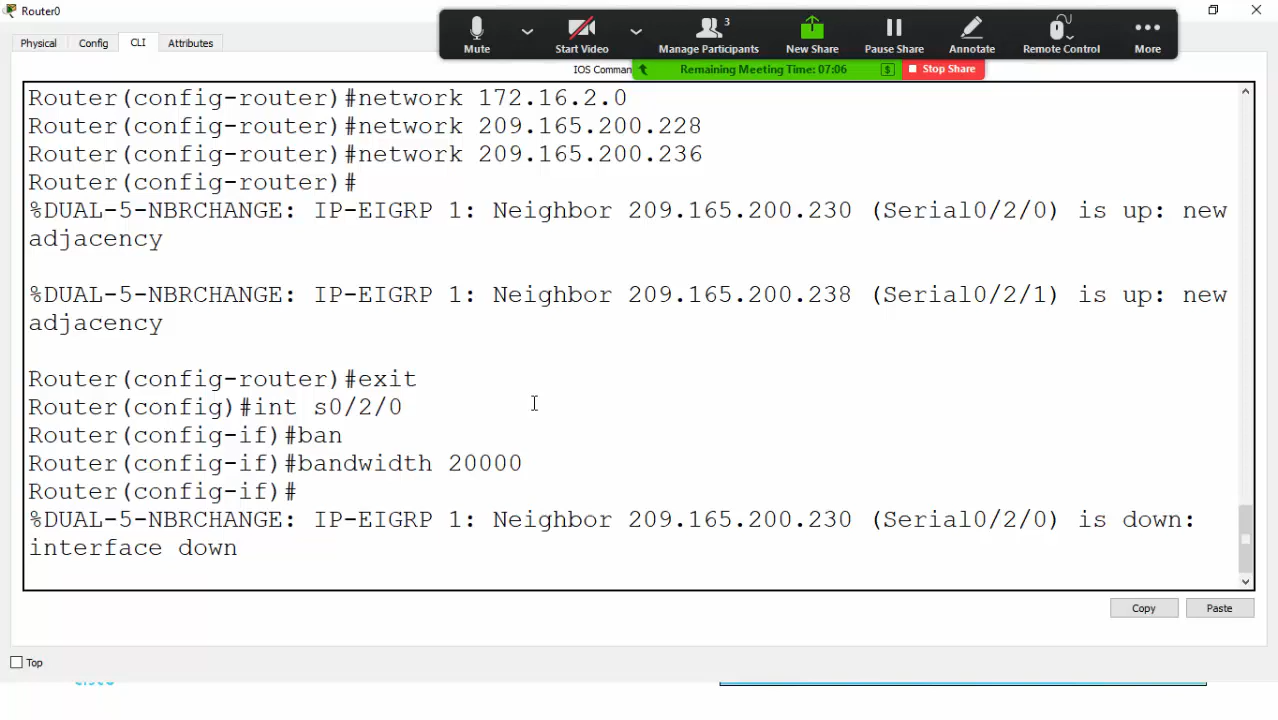 Router0
Mute
Start Video
3
Manage Participants
New Share
Pause Share
Annotate
Remote Control
More
Physical
Config
CLI
Attributes
IOS Comman
Remaining Meeting Time: 07:06
$
Stop Share
Router(config-router)#network 172.16.2.0
Router(config-router)#network 209.165.200.228
Router(config-router)#network 209.165.200.236
Router(config-router)#
%DUAL-5-NBRCHANGE: IP-EIGRP 1: Neighbor 209.165.200.230 (Serial0/2/0) is up: new
adjacency
%DUAL-5-NBRCHANGE: IP-EIGRP 1: Neighbor 209.165.200.238 (Serial0/2/1) is up: new
adjacency
Router(config-router)#exit
Router(config)#int s0/2/0
Router(config-if)#ban
Router(config-if)#bandwidth 20000
Router(config-if)#
%DUAL-5-NBRCHANGE: IP-EIGRP 1: Neighbor 209.165.200.230 (Serial0/2/0) is down:
interface down
Copy
Paste
Top